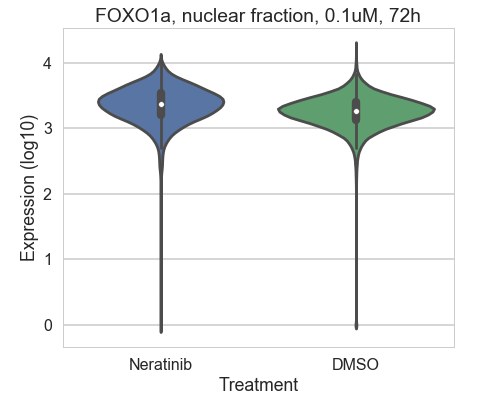 FOXO1a, nuclear fraction, 0.1uM, 72h
Expression (log10)
4
3
2
1
0
Neratinib DMSO
Treatment